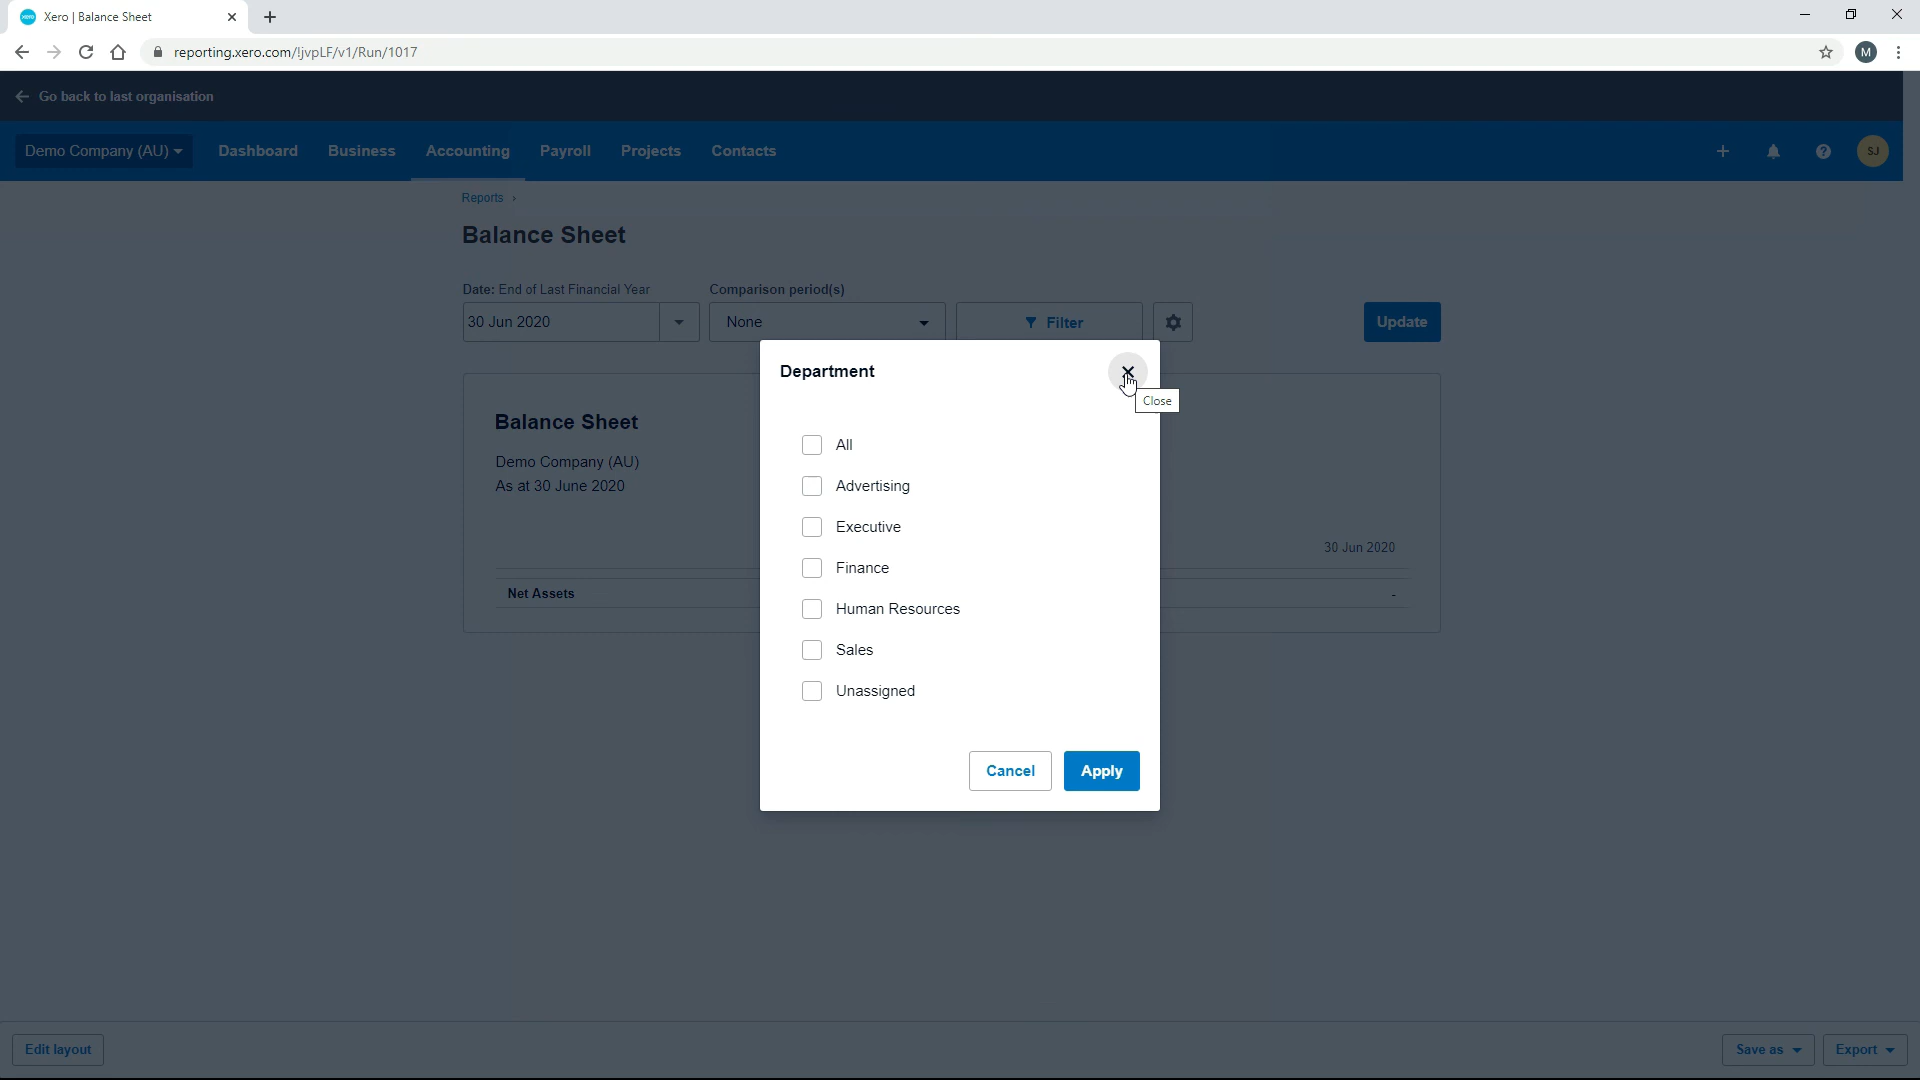 Xero | Balance Sheet
reporting.xero.com/!jvpLF/v1/Run/1017
M
Go back to last organisation
Demo Company (AU) Dashboard Business Accounting Payroll Projects Contacts
SJ
Reports ›
Balance Sheet
Date: End of Last Financial Year Comparison period(s)
30 Jun 2020 None Filter Update
Department
Close
Balance Sheet
Demo Company (AU)
As at 30 June 2020
30 Jun 2020
Net Assets -
All
Advertising
Executive
Finance
Human Resources
Sales
Unassigned
Cancel Apply
Edit layout Save as Export